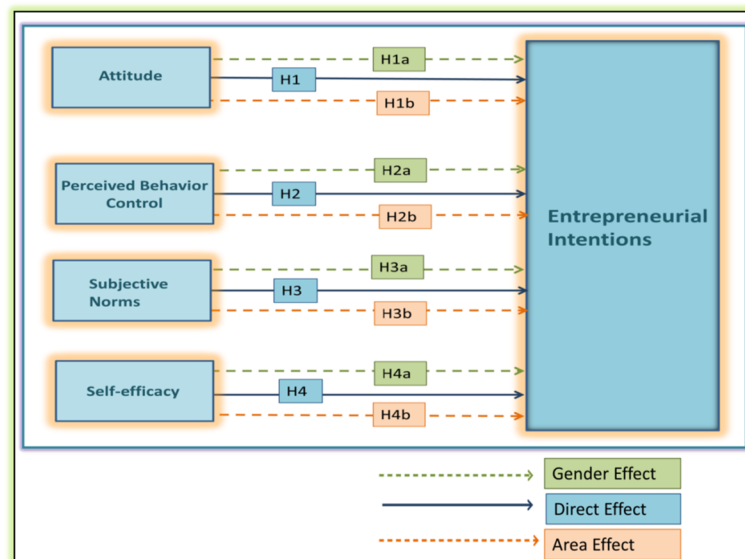 H1a
Attitude
H1
H1b
H2a
Perceived Behavior
Control
H2
H2b
Entrepreneurial
Intentions
H3a
Subjective
Norms
H3
H3b
H4a
Self-efficacy
H4
H4b
Gender Effect
Direct Effect
Area Effect